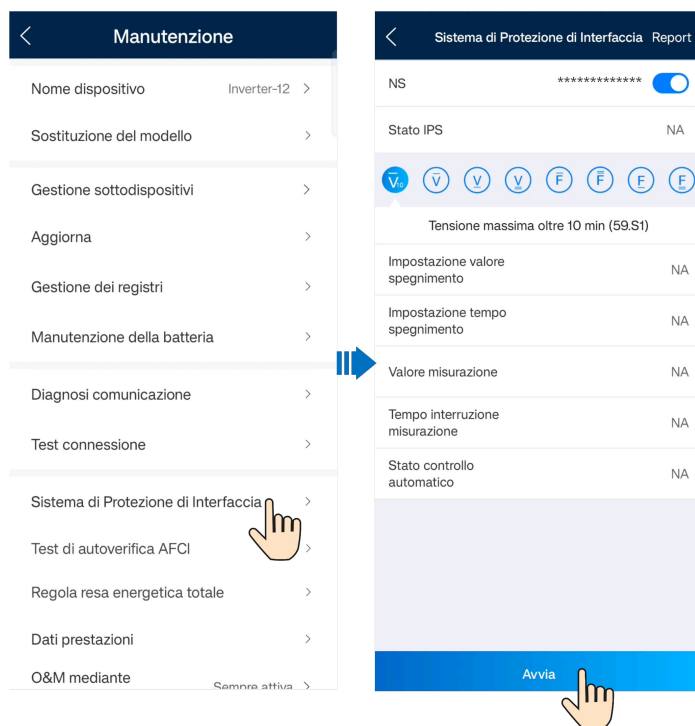 Manutenzione
Nome dispositivo Inverter-12
Sostituzione del modello
Gestione sottodispositivi
Aggiorna
Gestione dei registri
Manutenzione della batteria
Diagnosi comunicazione
Test connessione
Sistema di Protezione di Interfaccia
Test di autoverifica AFCI
Regola resa energetica totale
Dati prestazioni
O&M mediante
Sempre attiva
Sistema di Protezione di Interfaccia Report
NS *************
Stato IPS NA
V10 V V V F F F F
Tensione massima oltre 10 min (59.S1)
Impostazione valore
spegnimento NA
Impostazione tempo
spegnimento NA
Valore misurazione NA
Tempo interruzione
misurazione NA
Stato controllo
automatico NA
Avvia